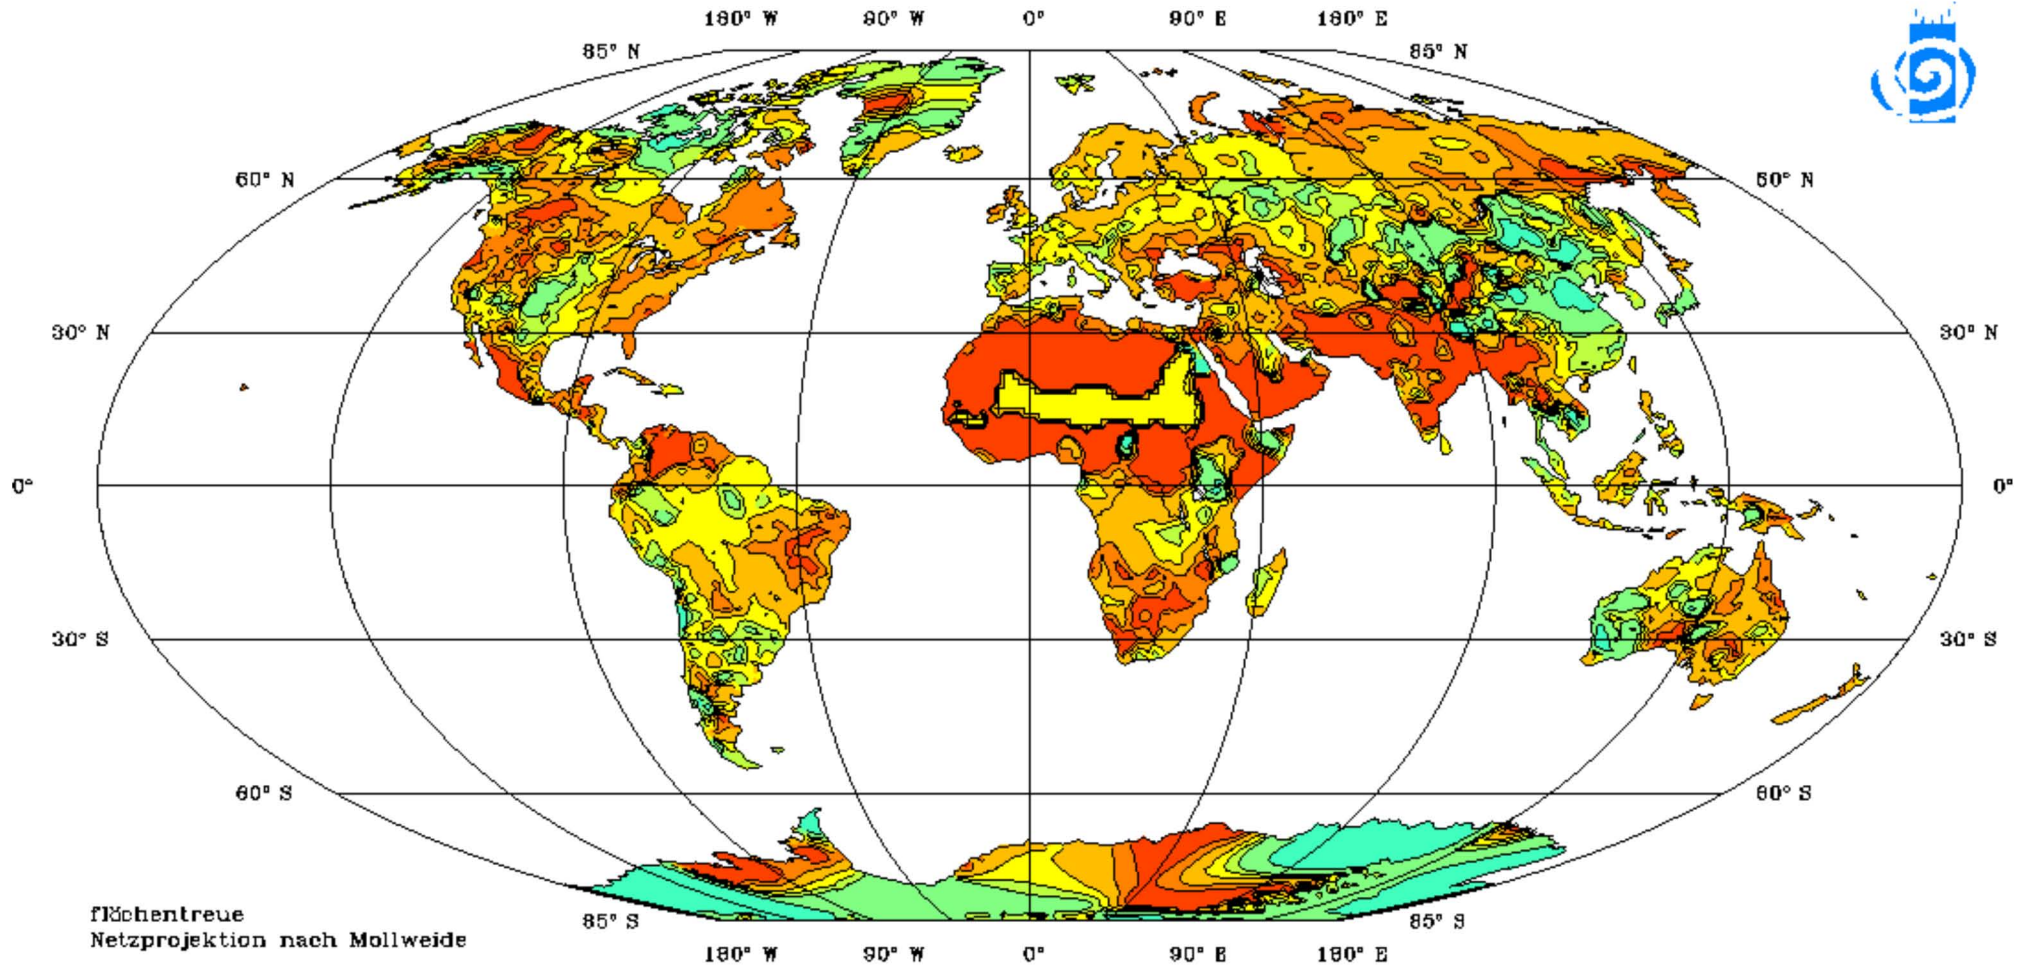 180° W 90° W 0° 90° E 180° E
85° N 85° N
60° N 60° N
30° N 30° N
0° 0°
30° S 30° S
60° S 60° S
flächentreue
85° S 85° S
Netzprojektion nach Mollweide
180° W 90° W 0° 90° E 180° E